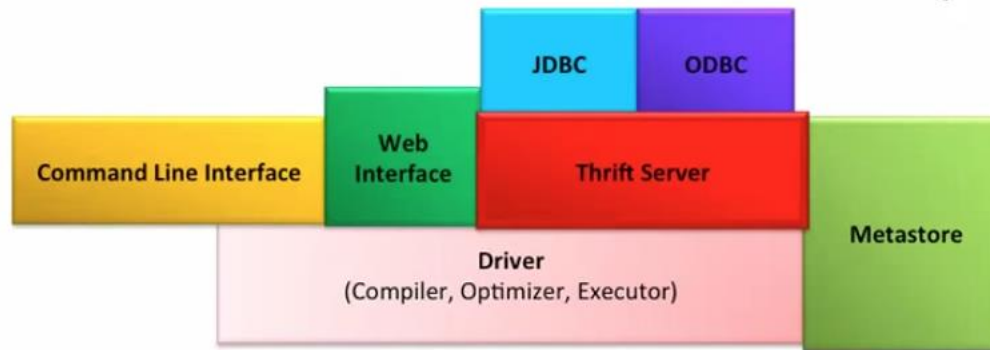 JDBC
ODBC
Command Line Interface
Web
Interface
Thrift Server
Metastore
Driver
(Compiler, Optimizer, Executor)